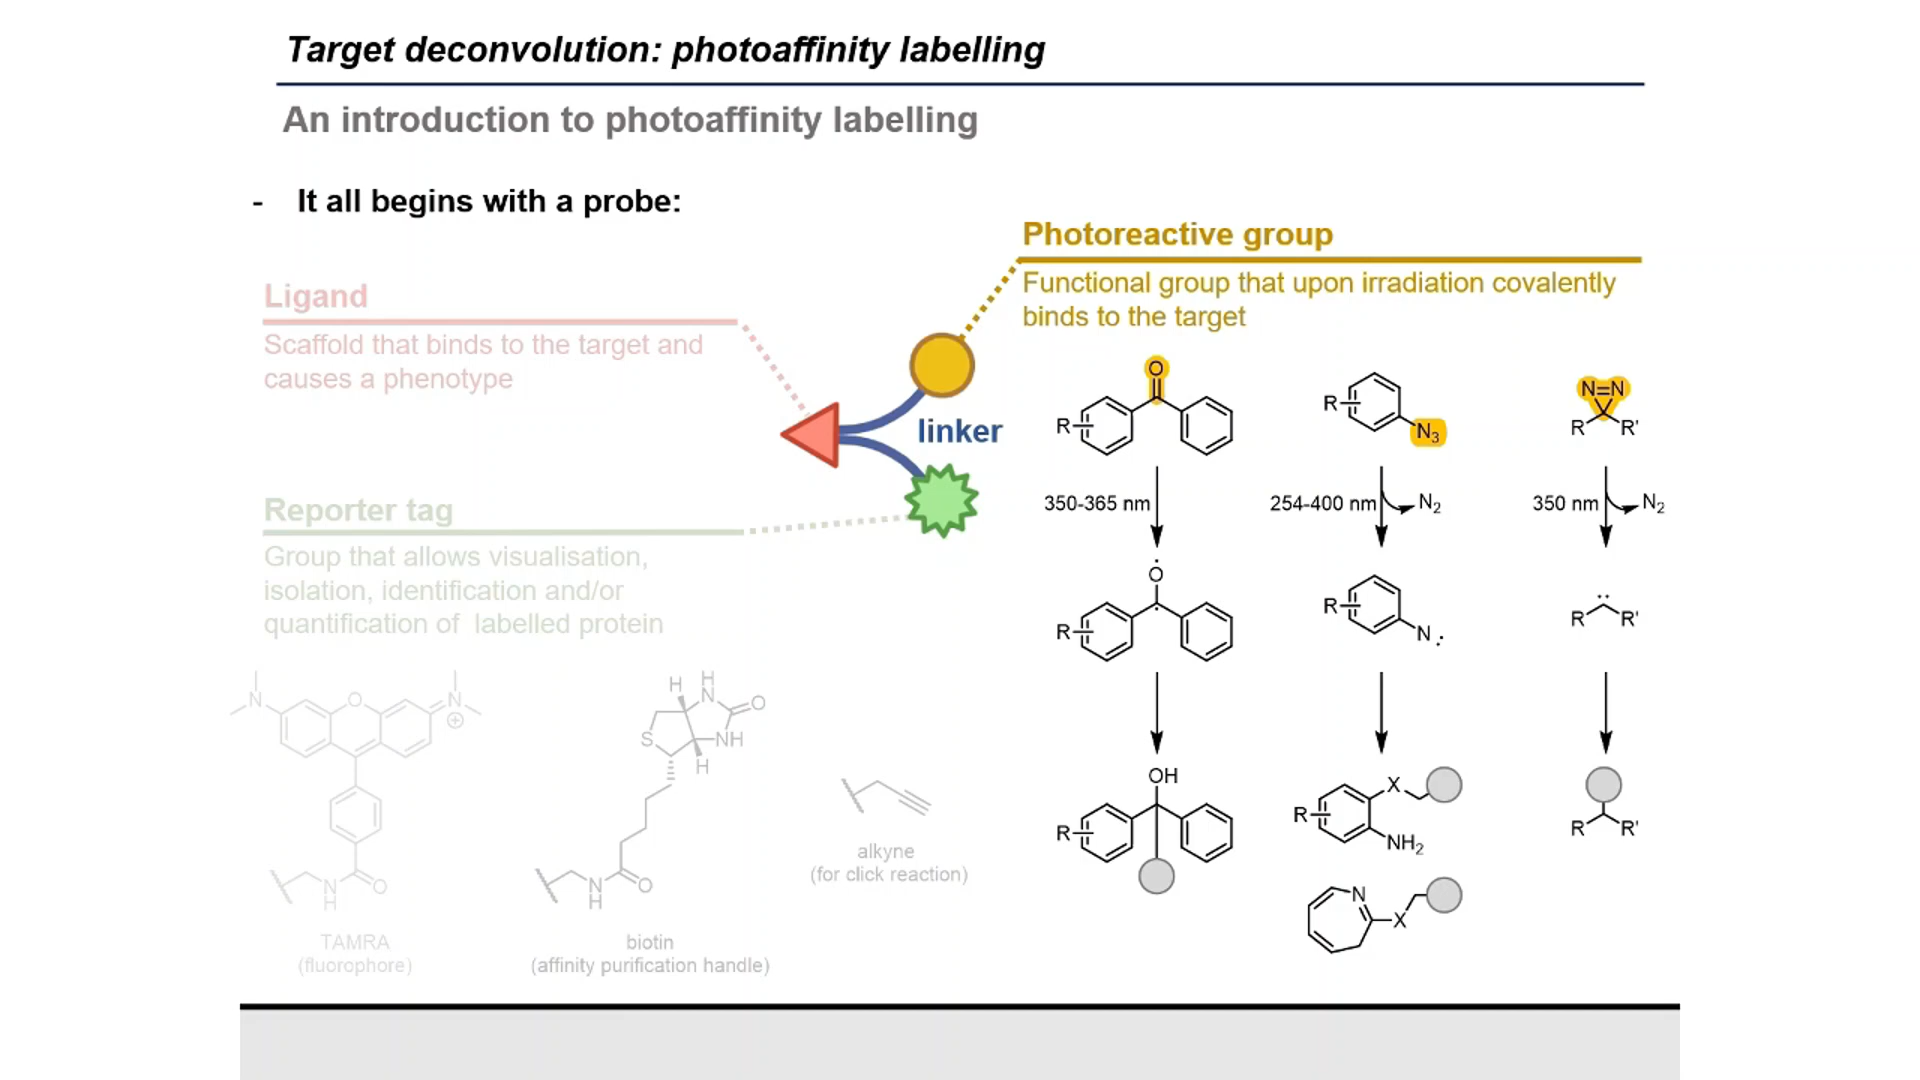 Target deconvolution: photoaffinity labelling
An introduction to photoaffinity labelling
- It all begins with a probe:
Ligand
Scaffold that binds to the target and
causes a phenotype
Reporter tag
Group that allows visualisation,
isolation, identification and/or
quantification of labelled protein
linker
Photoreactive group
Functional group that upon irradiation covalently
binds to the target
O
R
R
N3
N=N
R R'
350-365 nm
254-400 nm
N2
350 nm
N2
O
R
R
N
R R'
OH
R
R
X
NH2
R R'
N
X
N
O
N
⊕
N
H
O
TAMRA
(fluorophore)
H
H
N
O
S
NH
H
N
H
O
biotin
(affinity purification handle)
alkyne
(for click reaction)